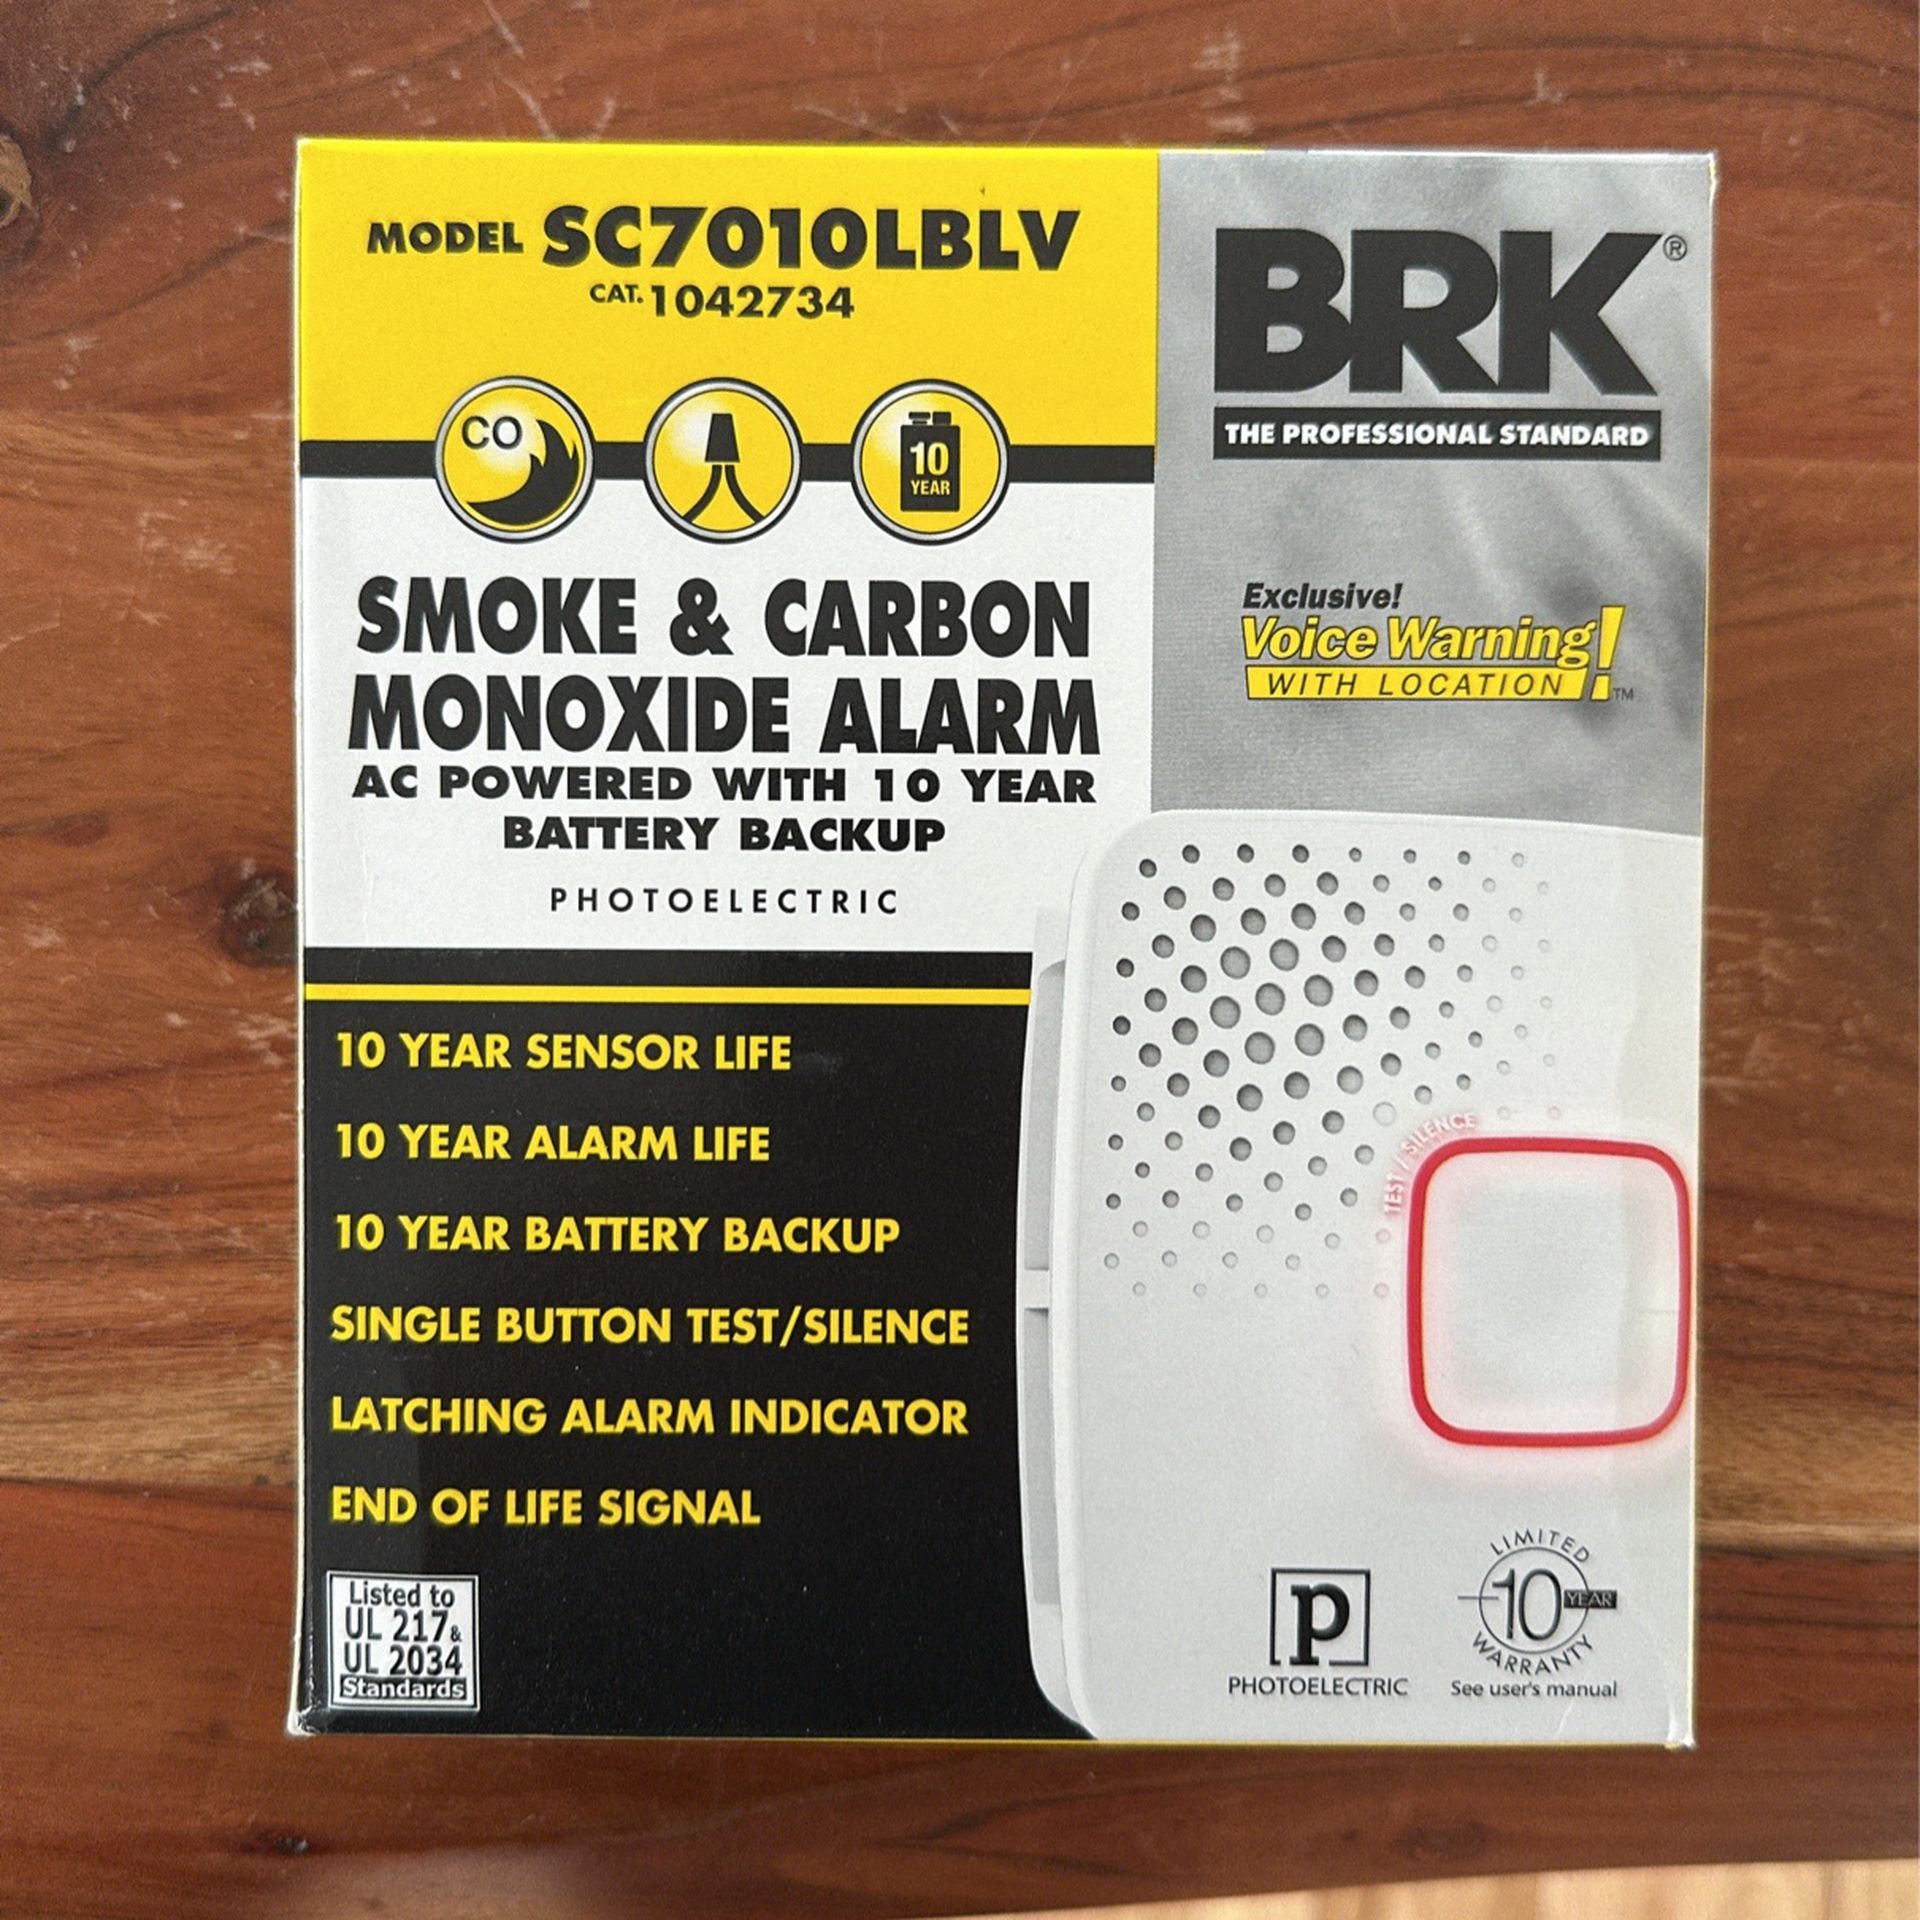 MODEL SC7010LBLV
CAT. 1042734
CO
10
YEAR
SMOKE & CARBON
MONOXIDE ALARM
AC POWERED WITH 10 YEAR
BATTERY BACKUP
PHOTOELECTRIC
10 YEAR SENSOR LIFE
10 YEAR ALARM LIFE
10 YEAR BATTERY BACKUP
SINGLE BUTTON TEST/SILENCE
LATCHING ALARM INDICATOR
END OF LIFE SIGNAL
Listed to
UL 217 &
UL 2034
Standards
BRK®
THE PROFESSIONAL STANDARD
Exclusive!
Voice Warning!
WITH LOCATION™
TEST / SILENCE
P
PHOTOELECTRIC
LIMITED
10 YEAR
WARRANTY
See user's manual